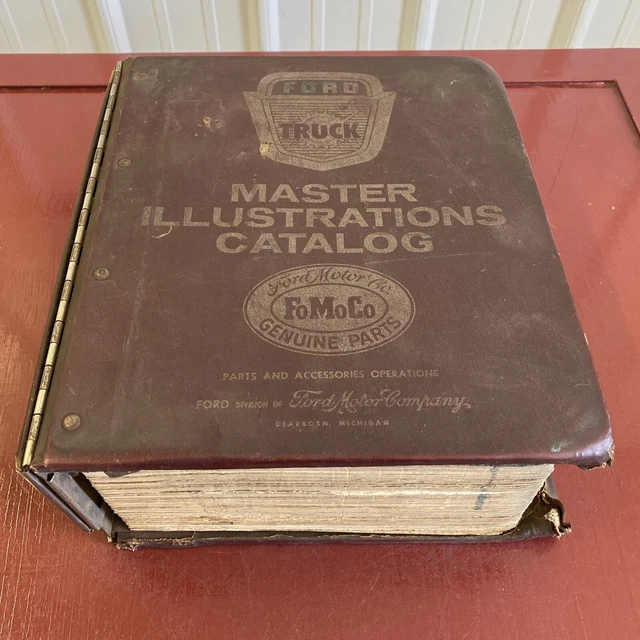 FORD
TRUCK
MASTER
ILLUSTRATIONS
CATALOG
Ford Motor Co
FoMoCo
GENUINE PARTS
PARTS AND ACCESSORIES OPERATIONS
FORD DIVISION OF Ford Motor Company,
DEARBORN, MICHIGAN